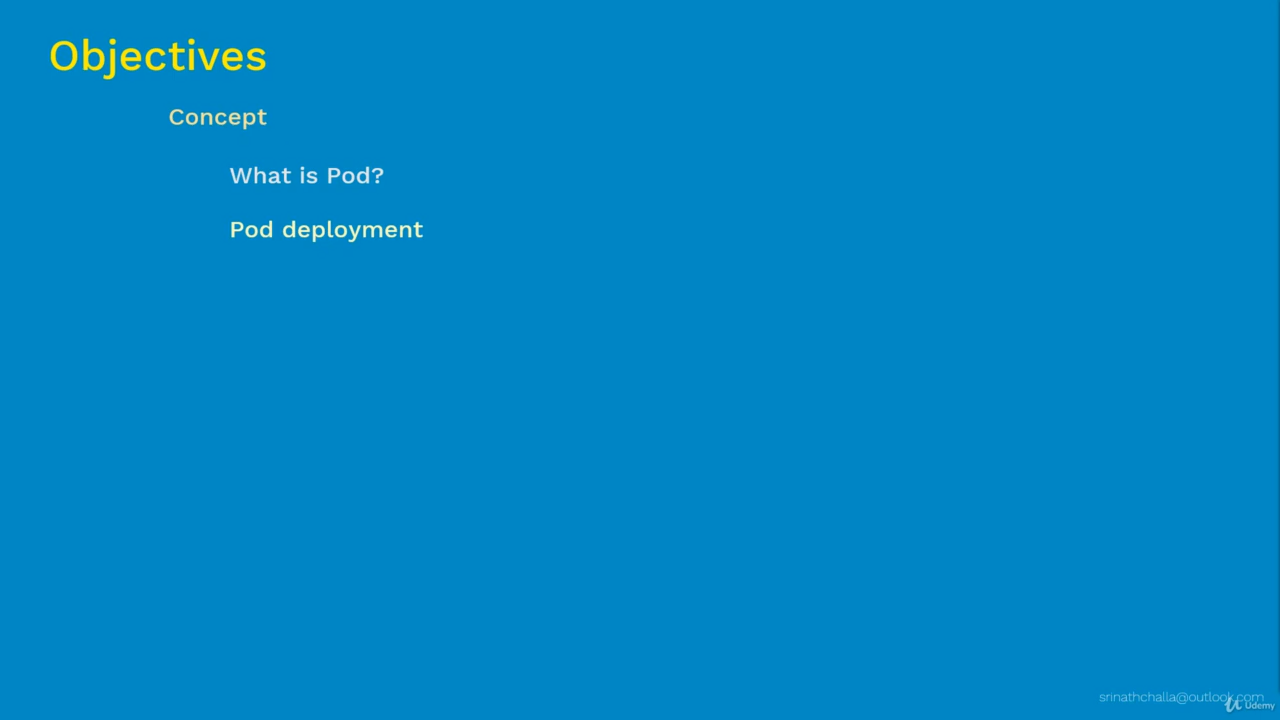 Objectives
Concept
What is Pod?
Pod deployment
srinathchalla@outlook.com
Udemy